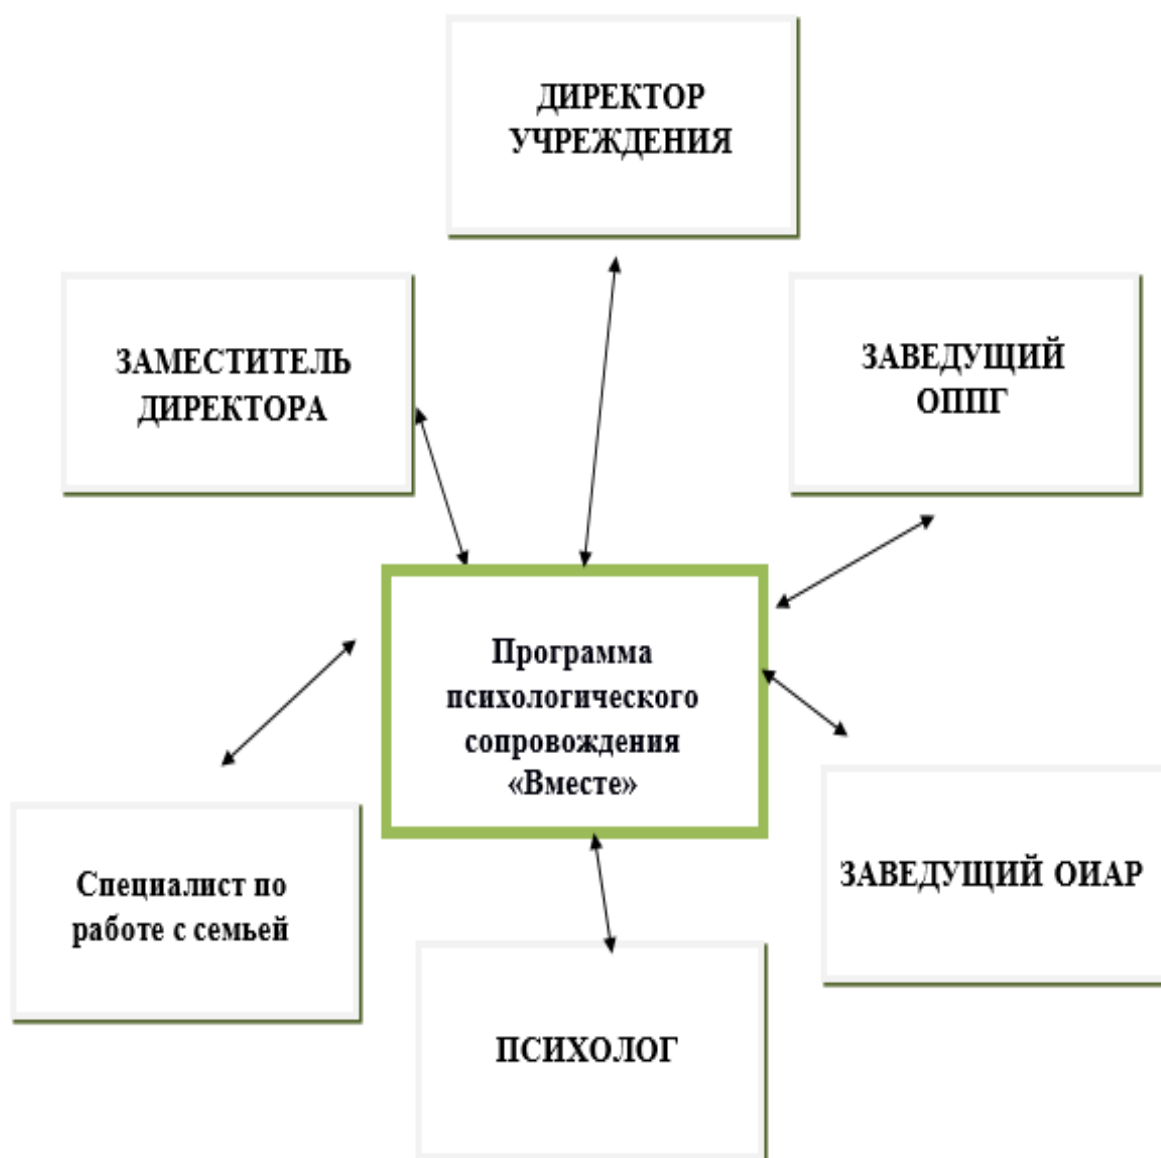 ДИРЕКТОР
УЧРЕЖДЕНИЯ
ЗАМЕСТИТЕЛЬ
ДИРЕКТОРА
ЗАВЕДУЩИЙ
ОППГ
Программа
психологического
сопровождения
«Вместе»
Специалист по
работе с семьей
ЗАВЕДУЩИЙ ОИАР
ПСИХОЛОГ